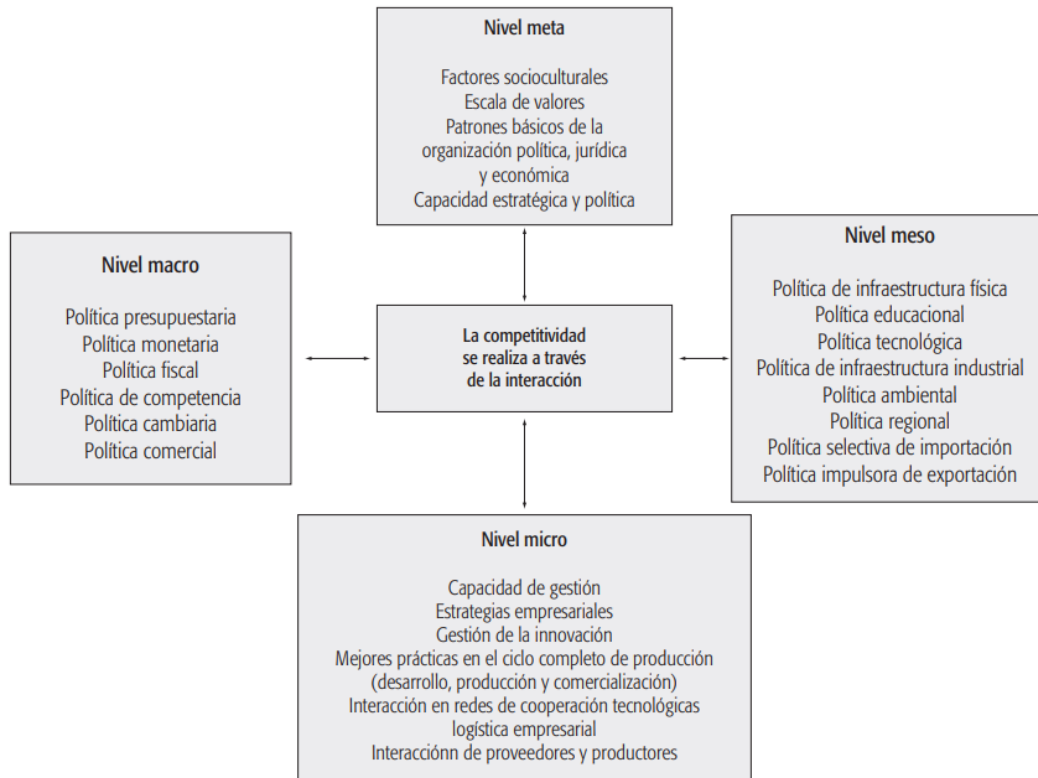 Nivel meta
Factores socioculturales
Escala de valores
Patrones básicos de la
organización política, jurídica
y económica
Capacidad estratégica y política
Nivel macro
Política presupuestaria
Política monetaria
Política fiscal
Política de competencia
Política cambiaria
Política comercial
La competitividad
se realiza a través
de la interacción
Nivel meso
Política de infraestructura física
Política educacional
Política tecnológica
Política de infraestructura industrial
Política ambiental
Política regional
Política selectiva de importación
Política impulsora de exportación
Nivel micro
Capacidad de gestión
Estrategias empresariales
Gestión de la innovación
Mejores prácticas en el ciclo completo de producción
(desarrollo, producción y comercialización)
Interacción en redes de cooperación tecnológicas
logística empresarial
Interacciónn de proveedores y productores